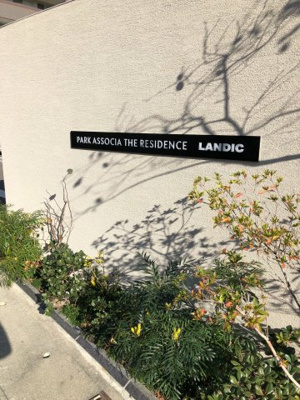 PARK ASSOCIA THE RESIDENCE LANDIC